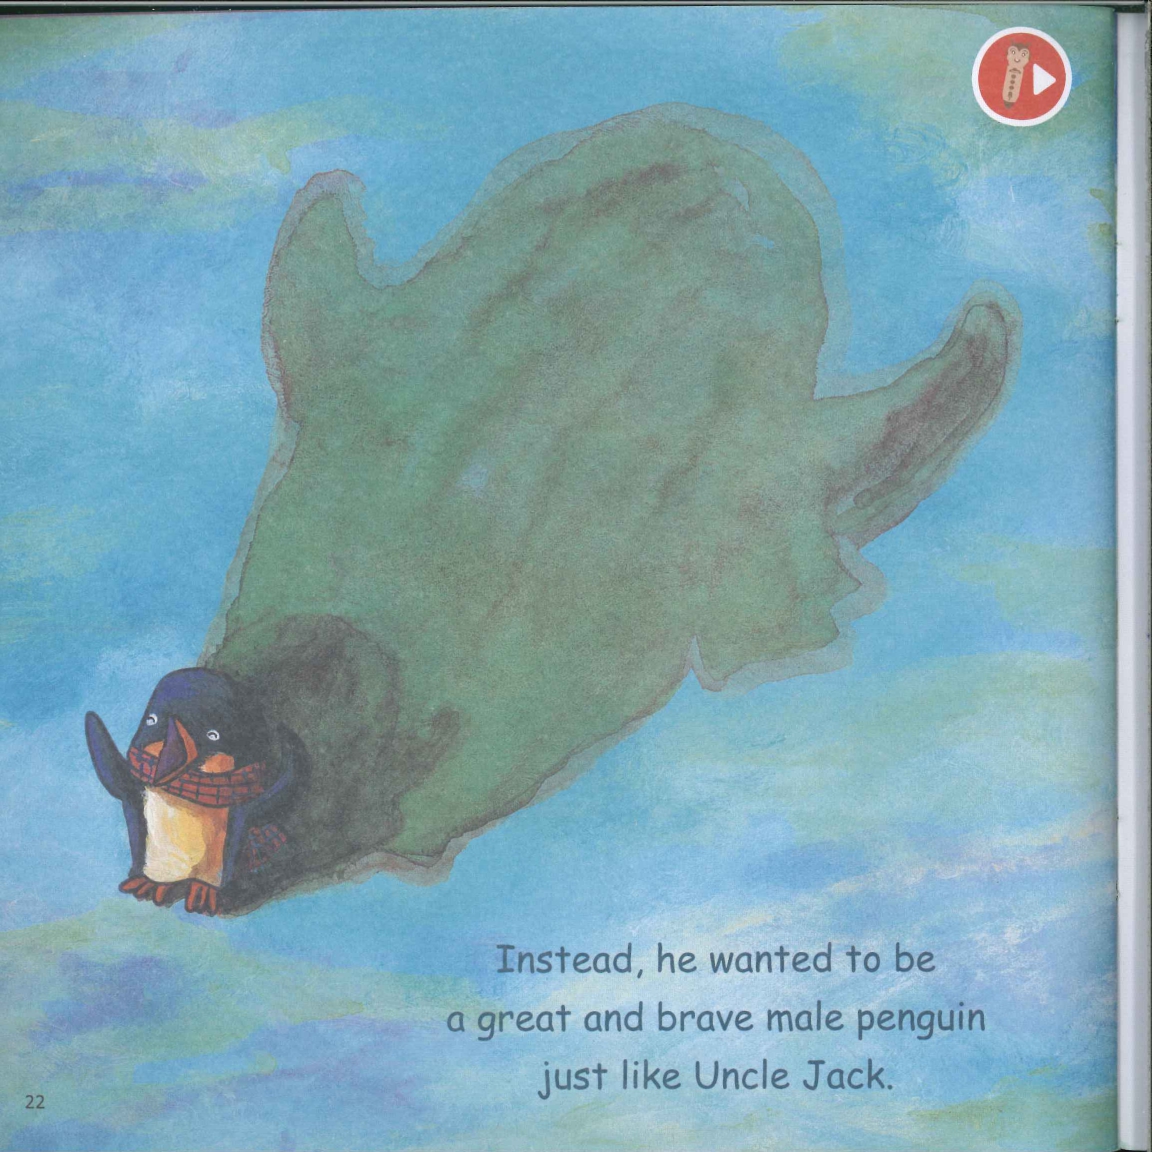 Instead, he wanted to be
a great and brave male penguin
just like Uncle Jack.
22